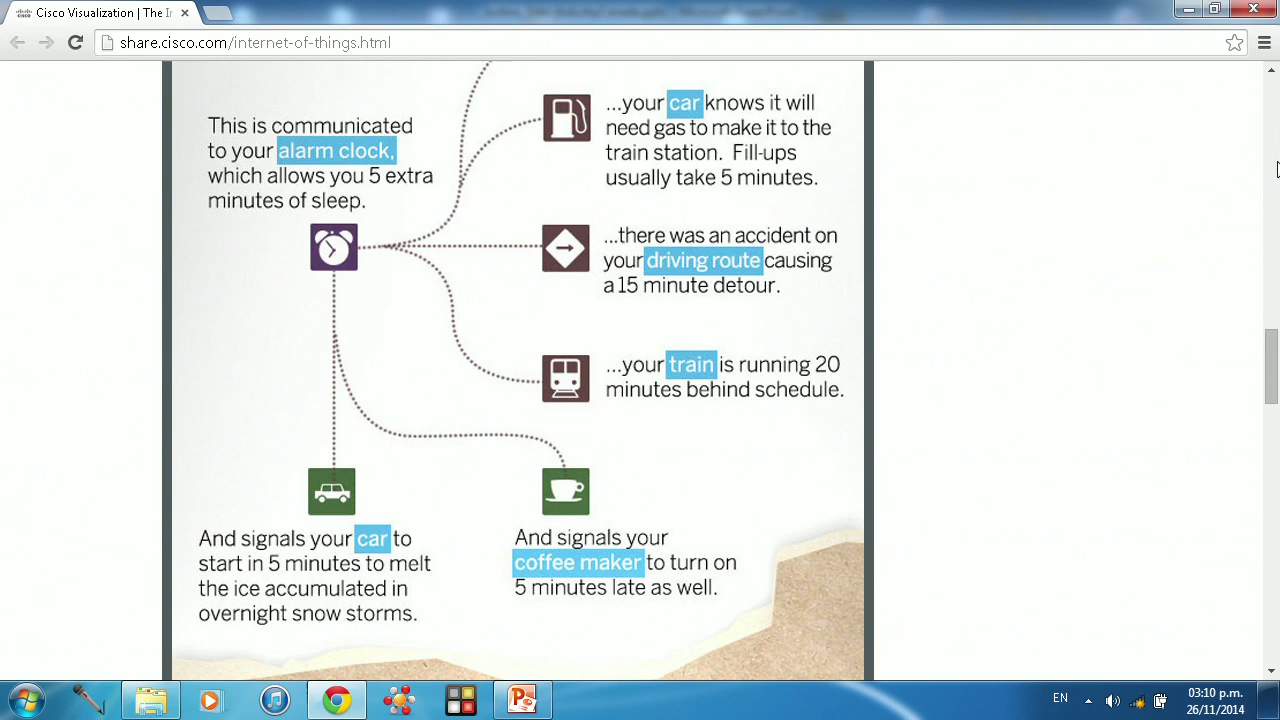 Cisco Visualization | The In
share.cisco.com/internet-of-things.html
This is communicated
to your alarm clock,
which allows you 5 extra
minutes of sleep.
...your car knows it will
need gas to make it to the
train station. Fill-ups
usually take 5 minutes.
...there was an accident on
your driving route causing
a 15 minute detour.
...your train is running 20
minutes behind schedule.
And signals your car to
start in 5 minutes to melt
the ice accumulated in
overnight snow storms.
And signals your
coffee maker to turn on
5 minutes late as well.
EN
03:10 p.m.
26/11/2014